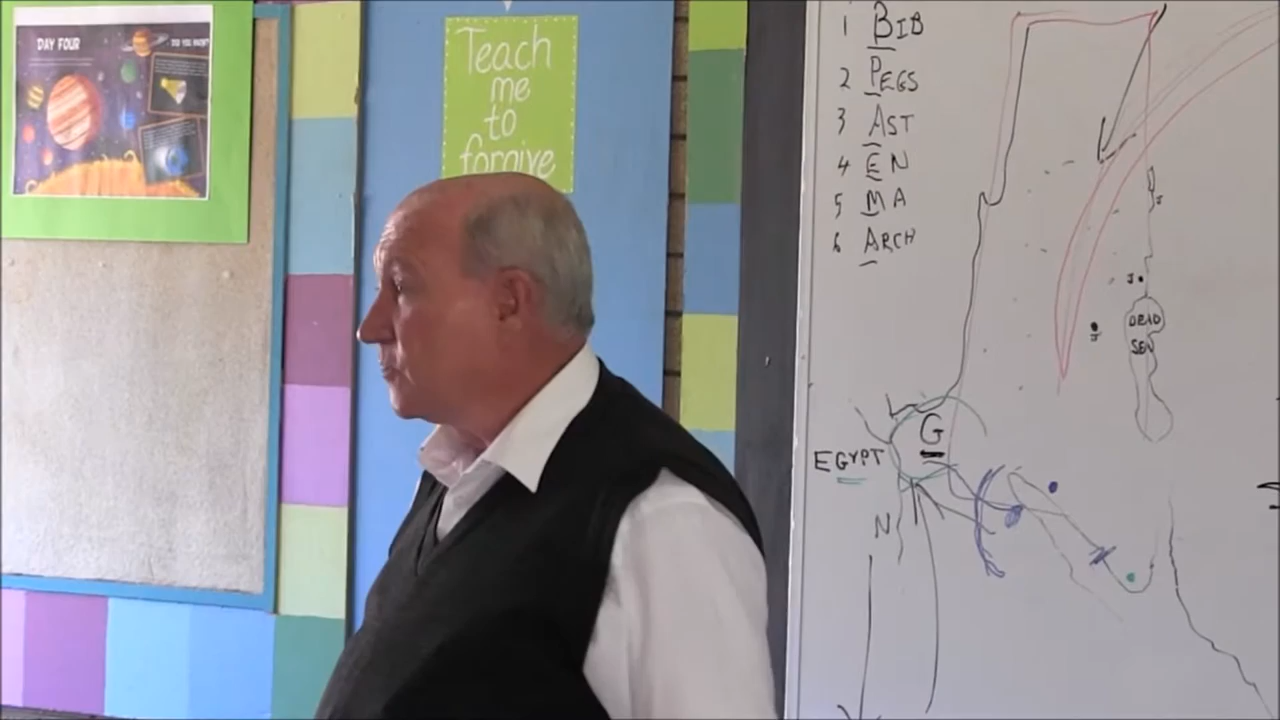 DAY FOUR
DID YOU KNOW?
Teach
me
to
forgive
1 BIB
2 PEGS
3 AST
4 EN
5 MA
6 ARCH
J
J
DEAD
SEA
G
EGYPT
N